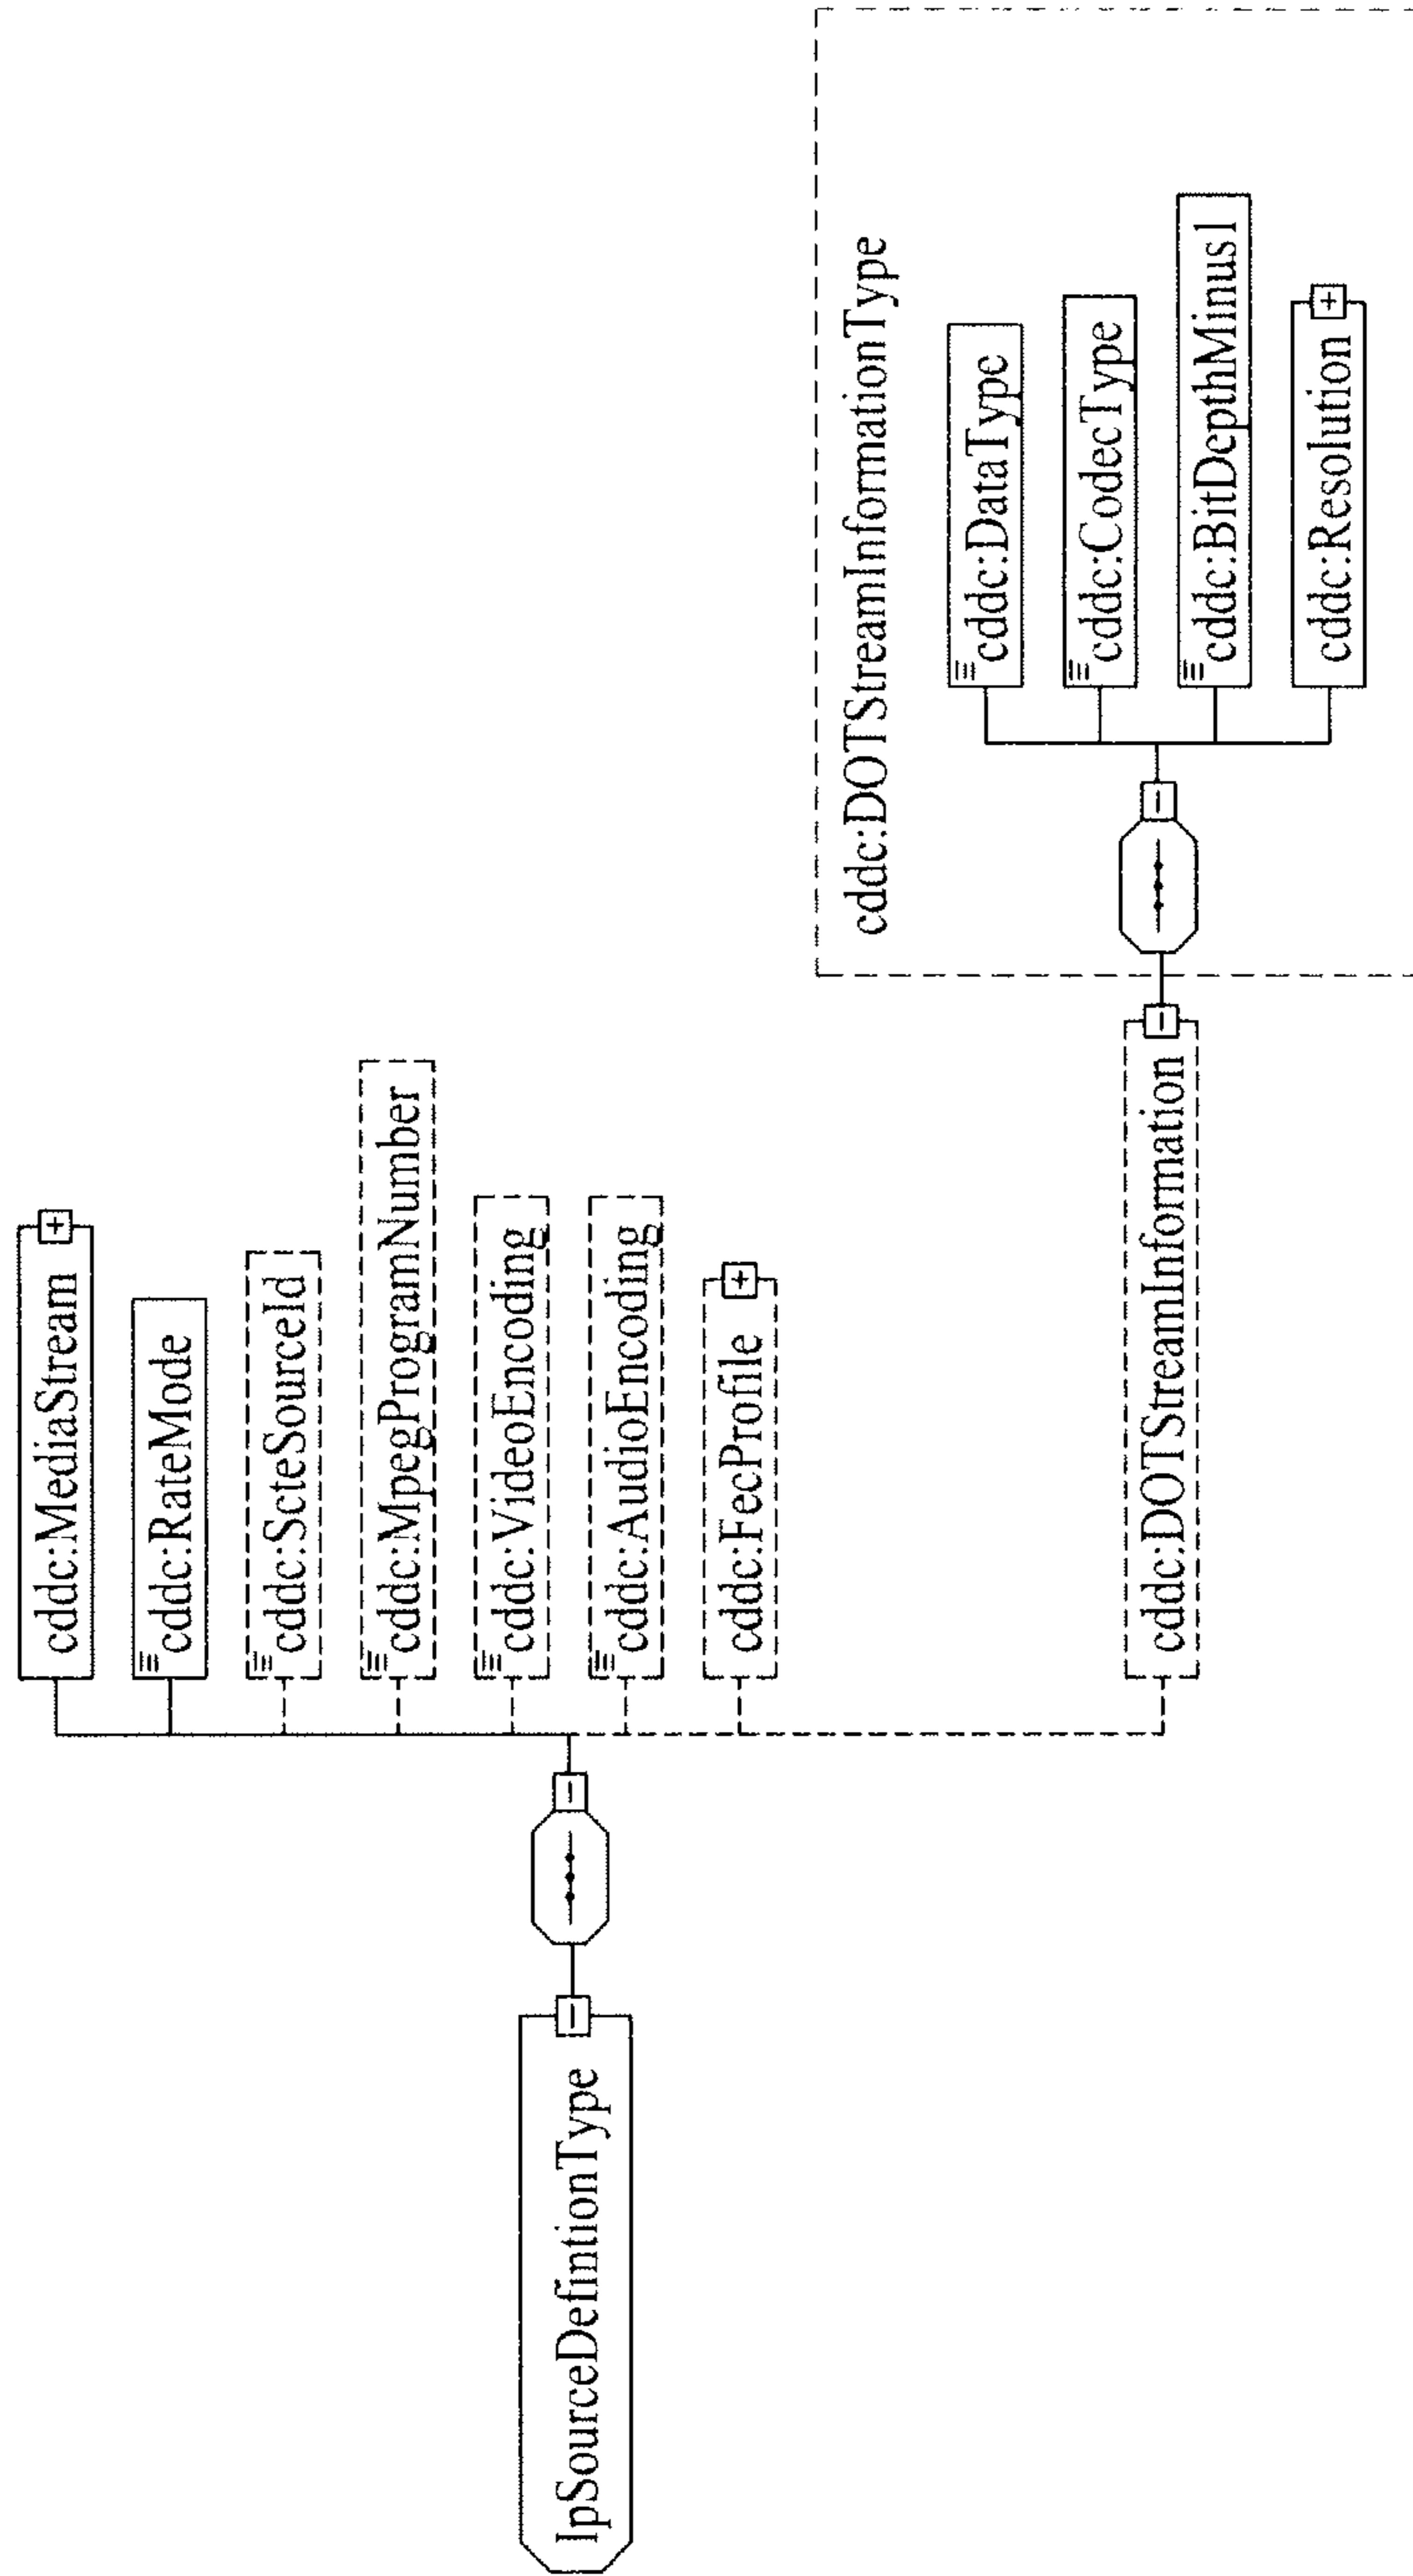 IpSourceDefintionType
cddc:MediaStream
cddc:RateMode
cddc:ScteSourceId
cddc:MpegProgramNumber
cddc:VideoEncoding
cddc:AudioEncoding
cddc:FecProfile
cddc:DOTStreamInformation
cddc:DOTStreamInformationType
cddc:DataType
cddc:CodecType
cddc:BitDepthMinus1
cddc:Resolution